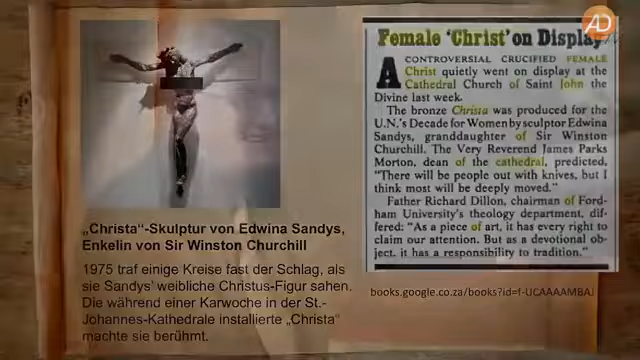 „Christa“-Skulptur von Edwina Sandys,
Enkelin von Sir Winston Churchill
1975 traf einige Kreise fast der Schlag, als
sie Sandys’ weibliche Christus-Figur sahen.
Die während einer Karwoche in der St.-
Johannes-Kathedrale installierte „Christa“
machte sie berühmt.
AD
Female ‘Christ’ on Display
A CONTROVERSIAL CRUCIFIED FEMALE
Christ quietly went on display at the
Cathedral Church of Saint John the
Divine last week.
The bronze Christa was produced for the
U.N.’s Decade for Women by sculptor Edwina
Sandys, granddaughter of Sir Winston
Churchill. The Very Reverend James Parks
Morton, dean of the cathedral, predicted,
“There will be people out with knives, but I
think most will be deeply moved.”
Father Richard Dillon, chairman of Ford-
ham University’s theology department, dif-
fered: “As a piece of art, it has every right to
claim our attention. But as a devotional ob-
ject, it has a responsibility to tradition.”
books.google.co.za/books?id=f-UCAAAAMBAJ